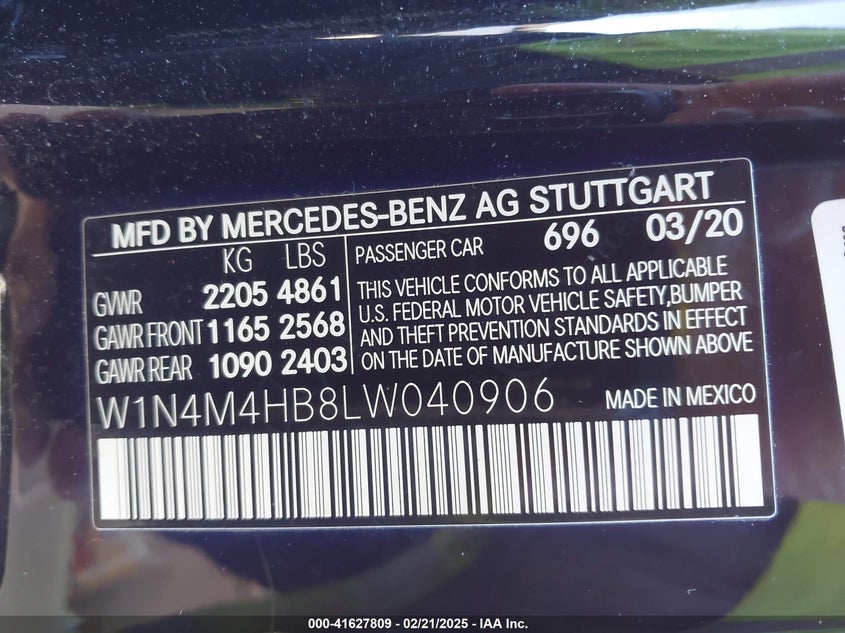 MFD BY MERCEDES-BENZ AG STUTTGART
KG LBS
GVWR 2205 4861
GAWR FRONT 1165 2568
GAWR REAR 1090 2403
PASSENGER CAR 696 03/20
THIS VEHICLE CONFORMS TO ALL APPLICABLE
U.S. FEDERAL MOTOR VEHICLE SAFETY,BUMPER
AND THEFT PREVENTION STANDARDS IN EFFECT
ON THE DATE OF MANUFACTURE SHOWN ABOVE
W1N4M4HB8LW040906 MADE IN MEXICO
000-41627809 - 02/21/2025 - IAA Inc.